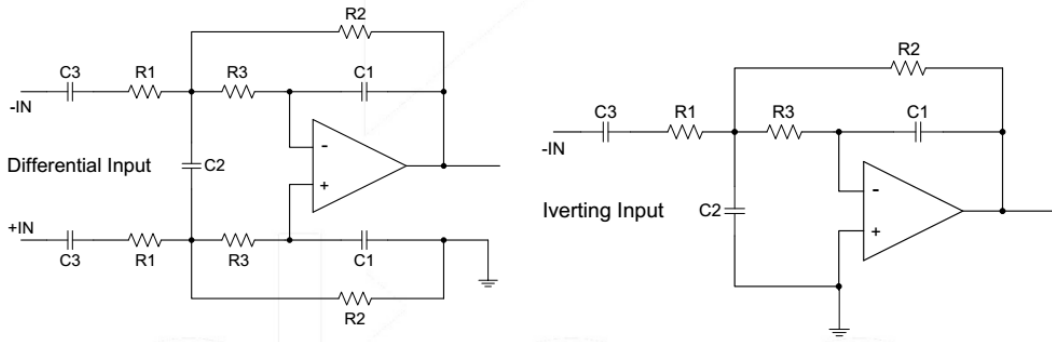 R2
C3
R1
R3
C1
-IN
-
Differential Input
C2
+
+IN
C3
R1
R3
C1
R2
R2
C3
R1
R3
C1
-IN
-
Iverting Input
C2
+